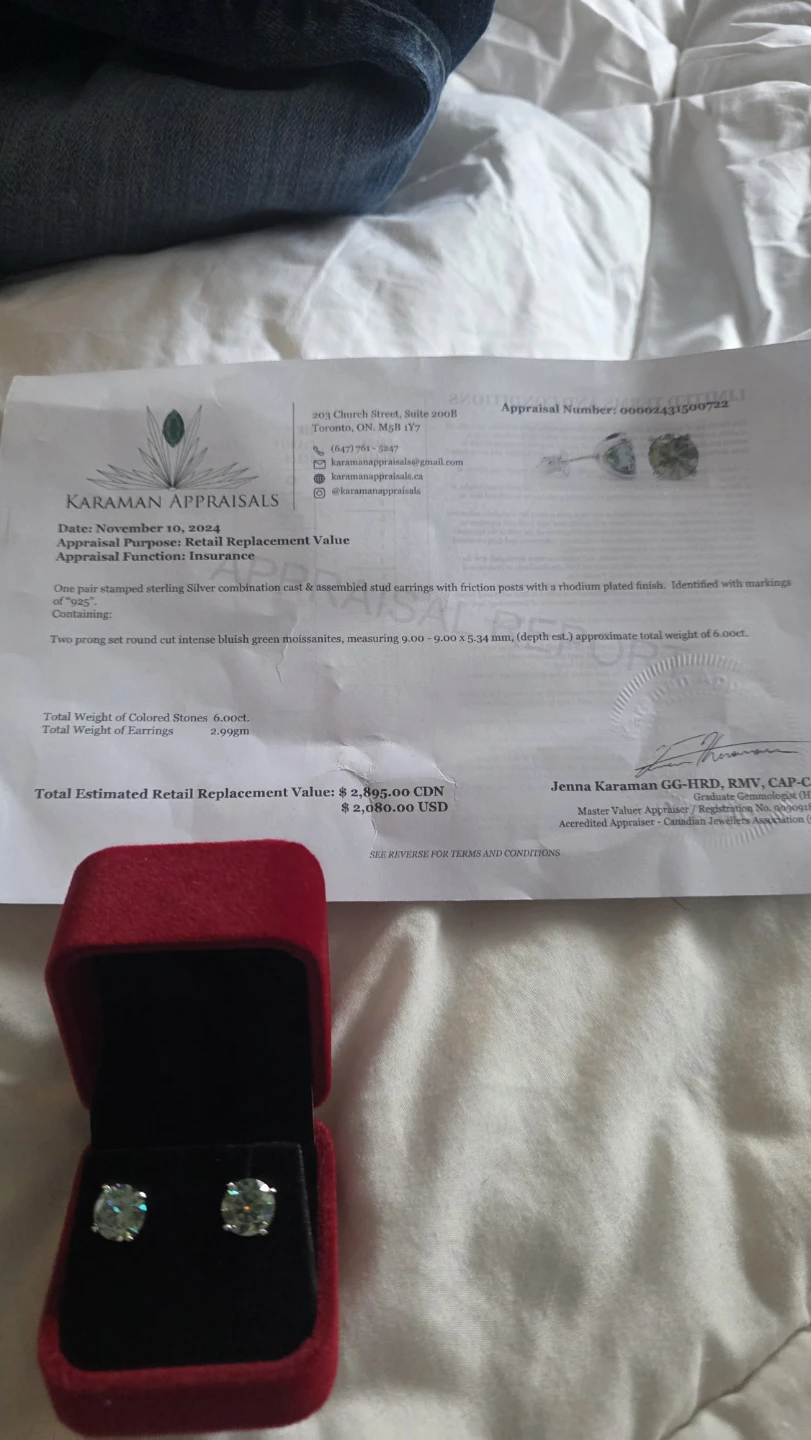 KARAMAN APPRAISALS
203 Church Street, Suite 200B
Toronto, ON. M5B 1Y7
(647) 761 - 5247
karamanappraisals@gmail.com
karamanappraisals.ca
@karamanappraisals
Appraisal Number: 00002431500722
Date: November 10, 2024
Appraisal Purpose: Retail Replacement Value
Appraisal Function: Insurance
APPRAISAL REPORT
One pair stamped sterling Silver combination cast & assembled stud earrings with friction posts with a rhodium plated finish. Identified with markings
of "925".
Containing:
Two prong set round cut intense bluish green moissanites, measuring 9.00 - 9.00 x 5.34 mm, (depth est.) approximate total weight of 6.00ct.
Total Weight of Colored Stones 6.00ct.
Total Weight of Earrings 2.99gm
Total Estimated Retail Replacement Value: $ 2,895.00 CDN
$ 2,080.00 USD
Jenna Karaman GG-HRD, RMV, CAP-C
Graduate Gemmologist (H
Master Valuer Appraiser / Registration No.
Accredited Appraiser - Canadian Jewellers Association
SEE REVERSE FOR TERMS AND CONDITIONS